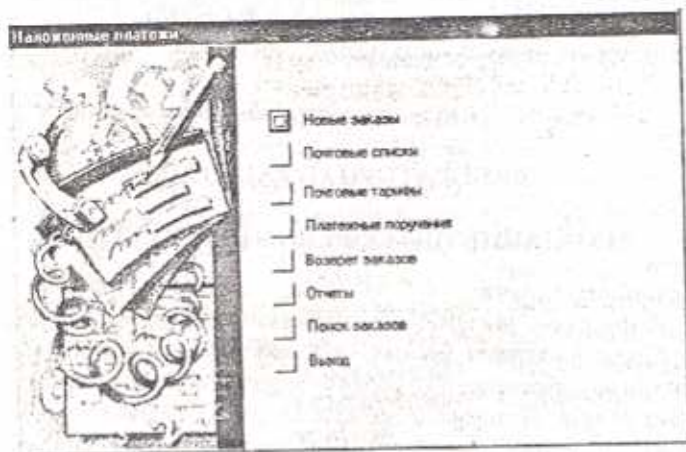 Наложенные платежи
Новые заказы
Почтовые списки
Почтовые тарифы
Платежные поручения
Возврат заказов
Отчеты
Поиск заказов
Выход